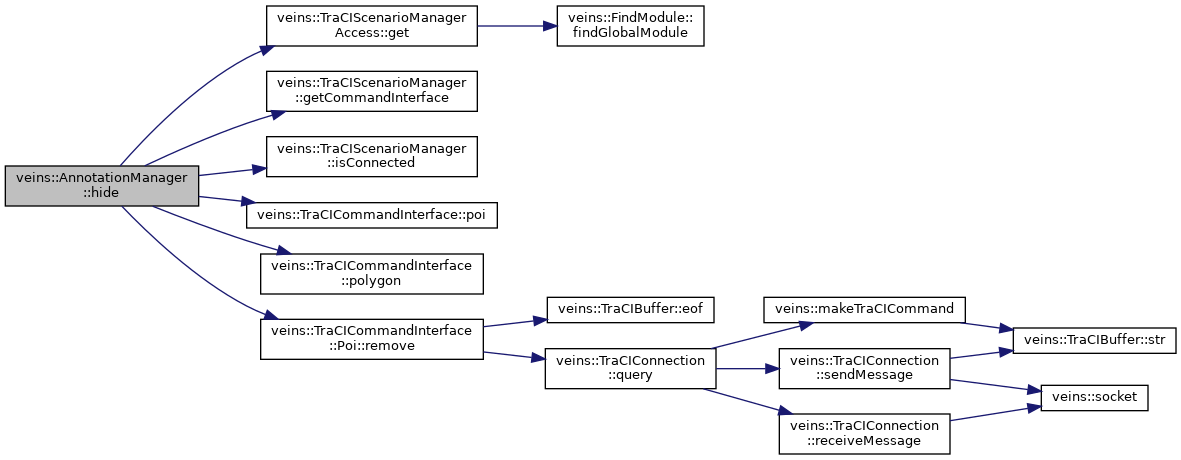 veins::TraCIScenarioManager
Access::get
veins::FindModule::
findGlobalModule
veins::TraCIScenarioManager
::getCommandInterface
veins::TraCIScenarioManager
::isConnected
veins::AnnotationManager
::hide
veins::TraCICommandInterface::poi
veins::TraCICommandInterface
::polygon
veins::TraCICommandInterface
::Poi::remove
veins::TraCIBuffer::eof
veins::TraCIConnection
::query
veins::makeTraCICommand
veins::TraCIConnection
::sendMessage
veins::TraCIConnection
::receiveMessage
veins::TraCIBuffer::str
veins::socket